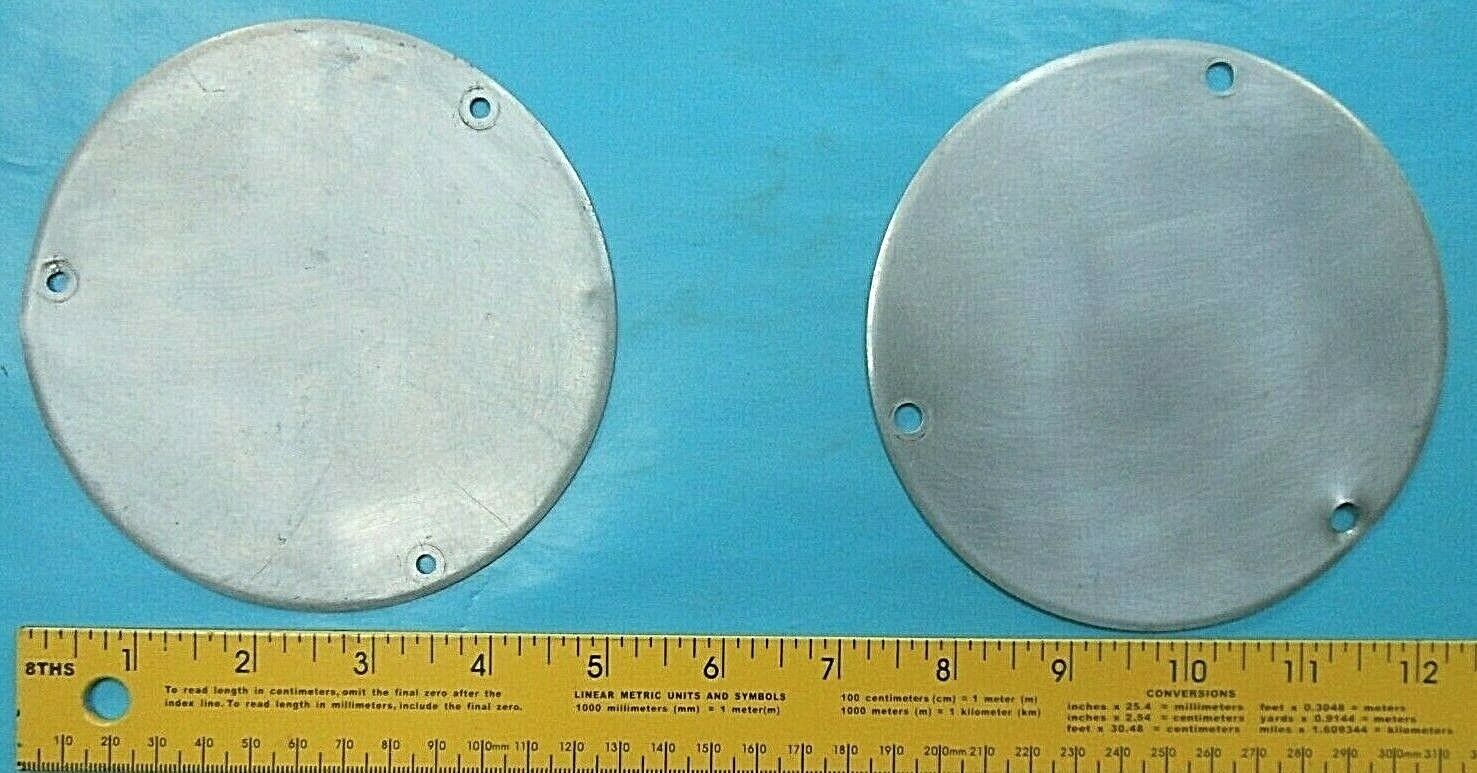 1 2 3 4 5 6 7 8 9 10 11 12
8THS
To read length in centimeters, omit the final zero after the
index line. To read length in millimeters, include the final zero.
LINEAR METRIC UNITS AND SYMBOLS
1000 millimeters (mm) = 1 meter(m)
100 centimeters (cm) = 1 meter (m)
1000 meters (m) = 1 kilometer (km)
CONVERSIONS
inches x 25.4 = millimeters feet x 0.3048 = meters
inches x 2.54 = centimeters yards x 0.9144 = meters
feet x 30.48 = centimeters miles x 1.609344 = kilometers
10 20 30 40 50 60 70 80 90 100mm 110 120 130 140 150 160 170 180 190 200mm 210 220 230 240 250 260 270 280 290 300mm 310